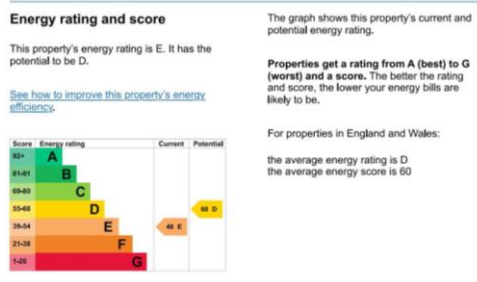 Energy rating and score
This property's energy rating is E. It has the
potential to be D.
See how to improve this property's energy
efficiency.
Score Energy rating Current Potential
92+ A
81-91 B
69-80 C
55-68 D 60 D
39-54 E 48 E
21-38 F
1-20 G
The graph shows this property's current and
potential energy rating.
Properties get a rating from A (best) to G
(worst) and a score. The better the rating
and score, the lower your energy bills are
likely to be.
For properties in England and Wales:
the average energy rating is D
the average energy score is 60